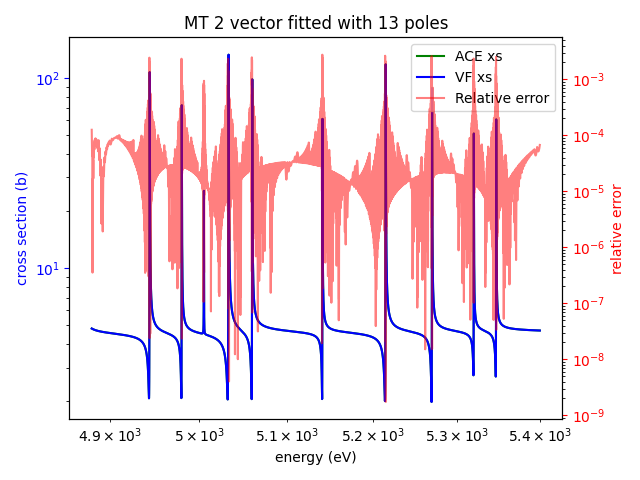 MT 2 vector fitted with 13 poles
ACE xs
VF xs
Relative error
10²
10¹
cross section (b)
10⁻³
10⁻⁴
10⁻⁵
10⁻⁶
10⁻⁷
10⁻⁸
10⁻⁹
relative error
4.9 × 10³ 5 × 10³ 5.1 × 10³ 5.2 × 10³ 5.3 × 10³ 5.4 × 10³
energy (eV)